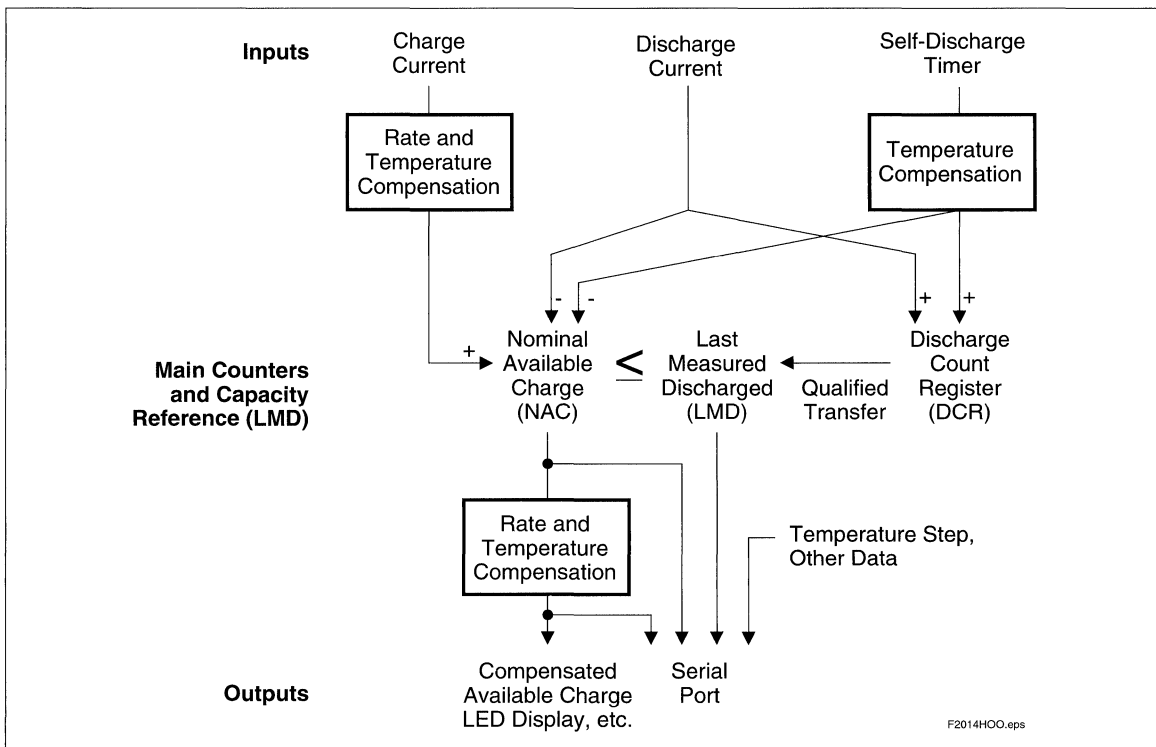 Inputs
Charge
Current
Discharge
Current
Self-Discharge
Timer
Rate and
Temperature
Compensation
Temperature
Compensation
-
-
+
+
+
Main Counters
and Capacity
Reference (LMD)
Nominal
Available
Charge
(NAC)
≤
Last
Measured
Discharged
(LMD)
Qualified
Transfer
Discharge
Count
Register
(DCR)
Rate and
Temperature
Compensation
Temperature Step,
Other Data
Outputs
Compensated
Available Charge
LED Display, etc.
Serial
Port
F2014HOO.eps